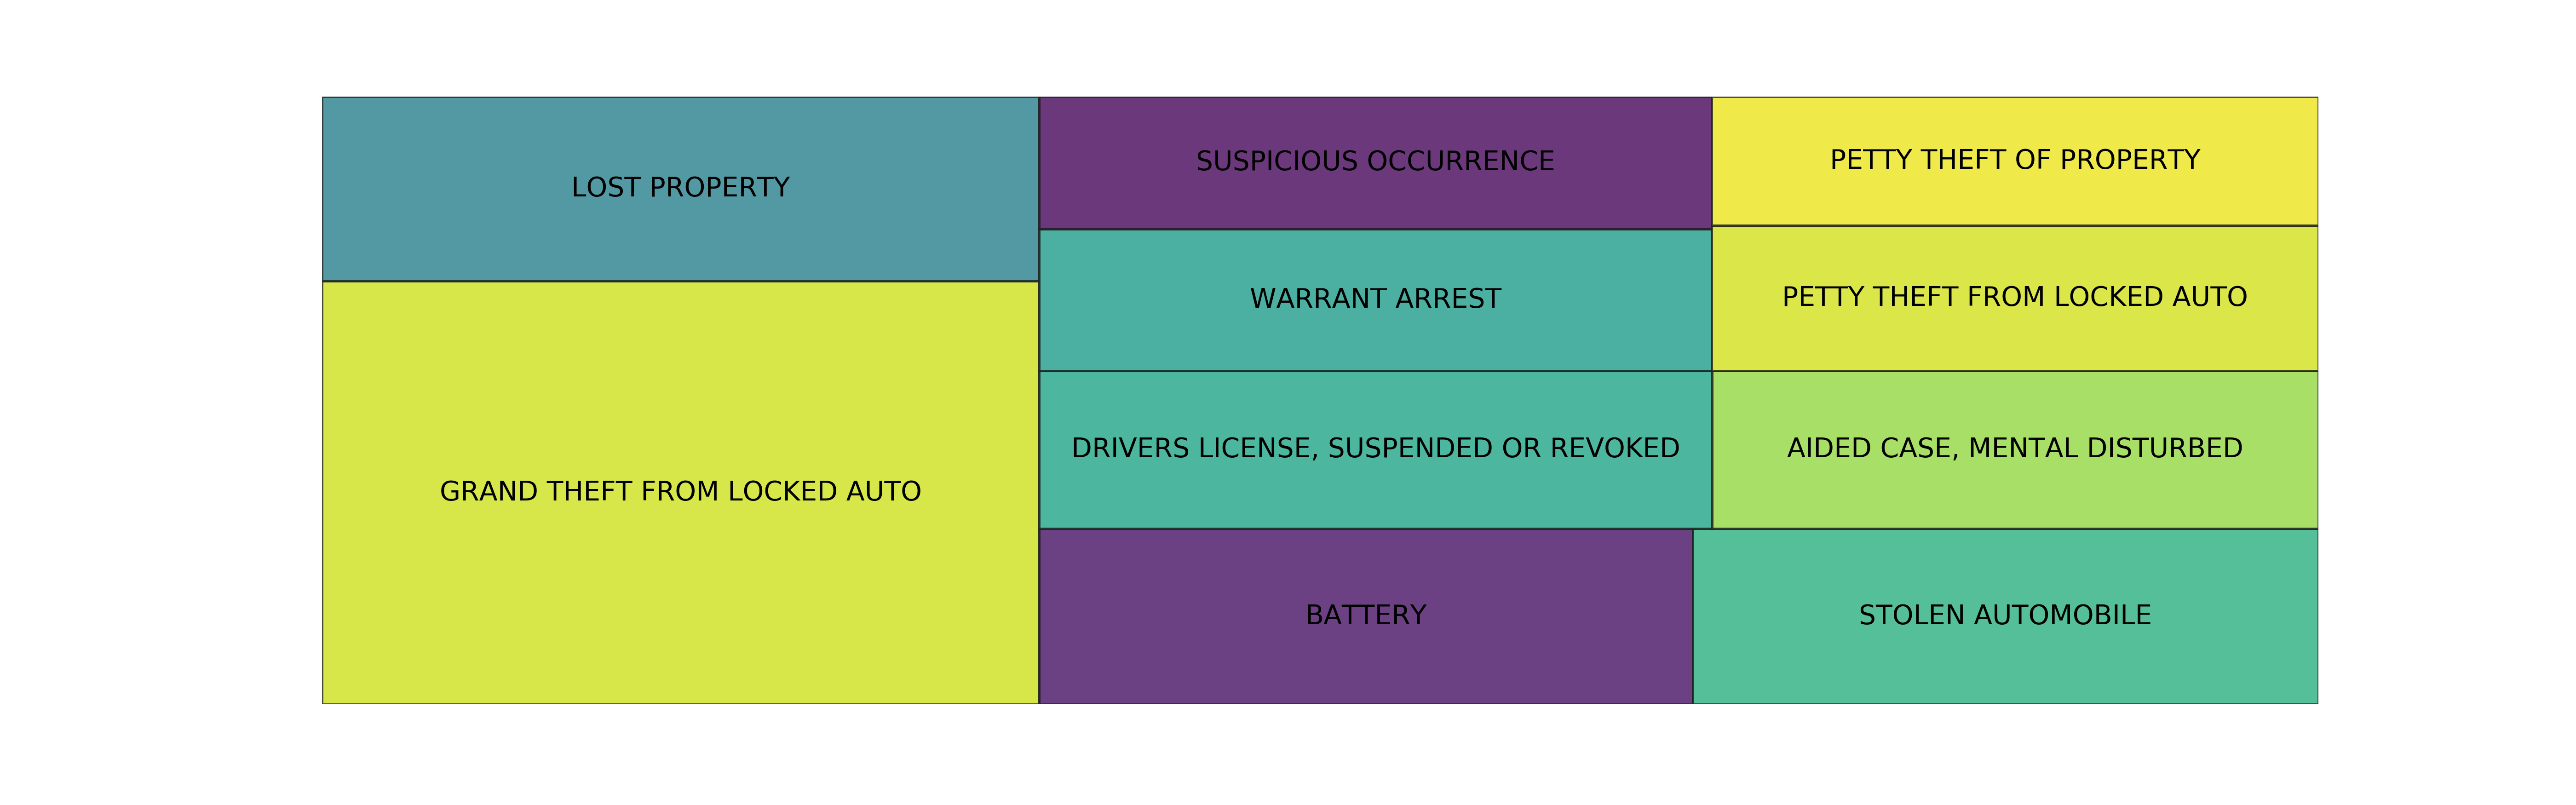 LOST PROPERTY
GRAND THEFT FROM LOCKED AUTO
SUSPICIOUS OCCURRENCE
WARRANT ARREST
DRIVERS LICENSE, SUSPENDED OR REVOKED
BATTERY
PETTY THEFT OF PROPERTY
PETTY THEFT FROM LOCKED AUTO
AIDED CASE, MENTAL DISTURBED
STOLEN AUTOMOBILE